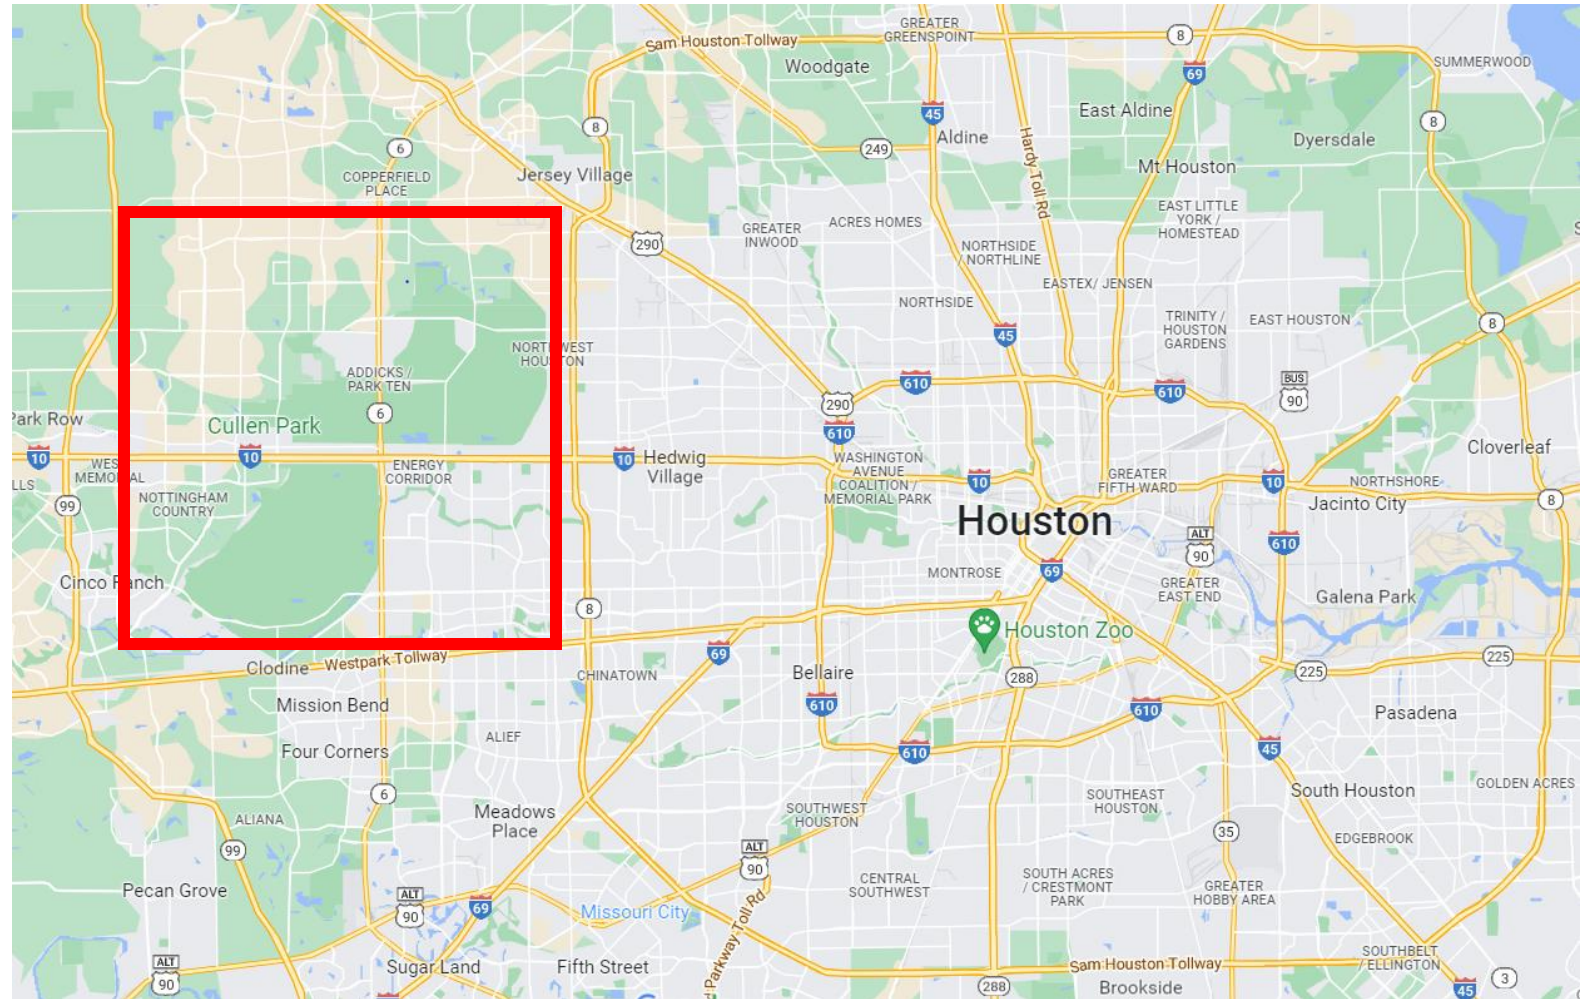 GREATER
GREENSPOINT
8
Sam Houston Tollway
Woodgate
69
SUMMERWOOD
45
East Aldine
8
8
Aldine
Hardy Toll Rd
Dyersdale
6
249
COPPERFIELD
PLACE
Jersey Village
Mt Houston
EAST LITTLE
YORK /
HOMESTEAD
290
GREATER
INWOOD
ACRES HOMES
NORTHSIDE
/ NORTHLINE
EASTEX/ JENSEN
NORTHSIDE
TRINITY /
HOUSTON
GARDENS
EAST HOUSTON
8
45
NORTHWEST
HOUSTON
ADDICKS /
PARK TEN
610
610
BUS
90
290
6
Park Row
Cullen Park
610
10
10
10
Hedwig
Village
WASHINGTON
AVENUE
COALITION /
MEMORIAL PARK
Cloverleaf
LLS
ENERGY
CORRIDOR
10
GREATER
FIFTH WARD
10
NORTHSHORE
8
99
NOTTINGHAM
COUNTRY
Houston
Jacinto City
ALT
90
610
69
MONTROSE
Cinco Ranch
GREATER
EAST END
Galena Park
8
Houston Zoo
69
Clodine
Westpark Tollway
225
225
CHINATOWN
Bellaire
288
610
610
Mission Bend
Pasadena
ALIEF
Four Corners
610
45
6
Meadows
Place
SOUTHWEST
HOUSTON
SOUTHEAST
HOUSTON
South Houston
GOLDEN ACRES
ALIANA
35
EDGEBROOK
99
ALT
90
Pecan Grove
CENTRAL
SOUTHWEST
SOUTH ACRES
/ CRESTMONT
PARK
GREATER
HOBBY AREA
ALT
90
69
Missouri City
Parkway Toll Rd
ALT
90
Sugar Land
Fifth Street
Sam Houston Tollway
SOUTHBELT
/ ELLINGTON
288
Brookside
45
3